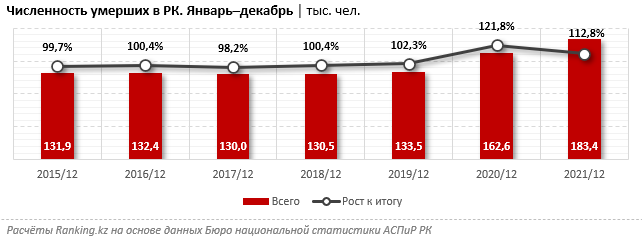 Численность умерших в РК. Январь–декабрь | тыс. чел.
99,7% 100,4% 98,2% 100,4% 102,3% 121,8% 112,8%
131,9 132,4 130,0 130,5 133,5 162,6 183,4
2015/12 2016/12 2017/12 2018/12 2019/12 2020/12 2021/12
Всего Рост к итогу
Расчёты Ranking.kz на основе данных Бюро национальной статистики АСПиР РК